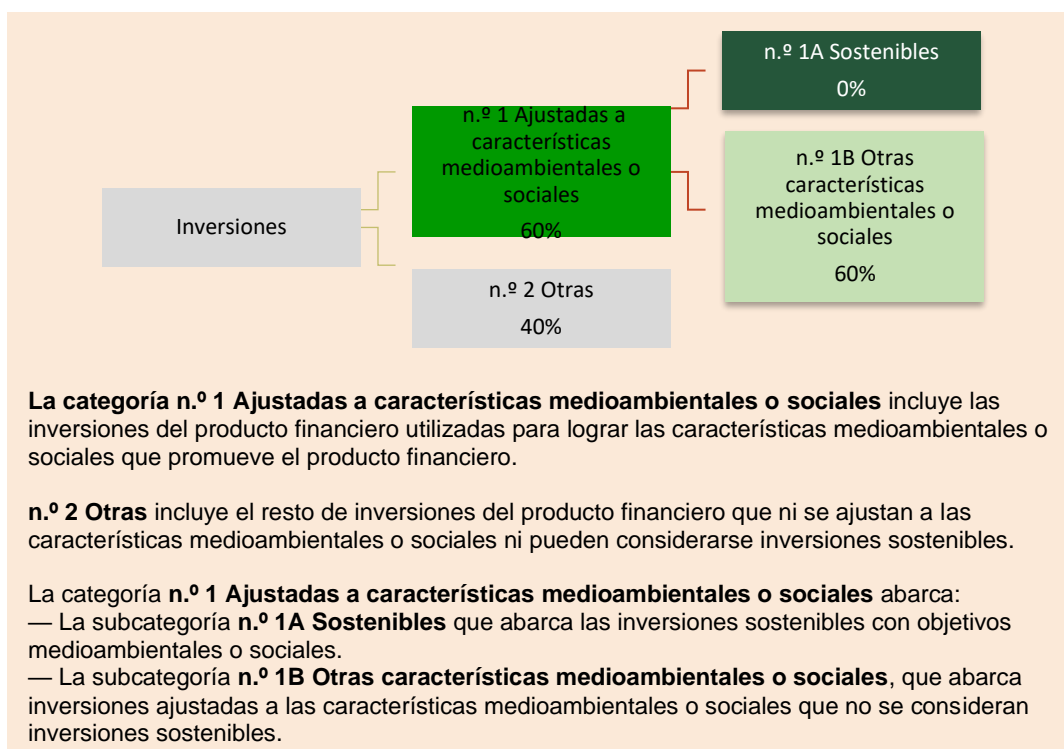 n.º 1A Sostenibles
0%
n.º 1 Ajustadas a
características
medioambientales o
sociales
60%
n.º 1B Otras
características
medioambientales o
sociales
60%
Inversiones
n.º 2 Otras
40%
La categoría n.º 1 Ajustadas a características medioambientales o sociales incluye las
inversiones del producto financiero utilizadas para lograr las características medioambientales o
sociales que promueve el producto financiero.
n.º 2 Otras incluye el resto de inversiones del producto financiero que ni se ajustan a las
características medioambientales o sociales ni pueden considerarse inversiones sostenibles.
La categoría n.º 1 Ajustadas a características medioambientales o sociales abarca:
— La subcategoría n.º 1A Sostenibles que abarca las inversiones sostenibles con objetivos
medioambientales o sociales.
— La subcategoría n.º 1B Otras características medioambientales o sociales, que abarca
inversiones ajustadas a las características medioambientales o sociales que no se consideran
inversiones sostenibles.